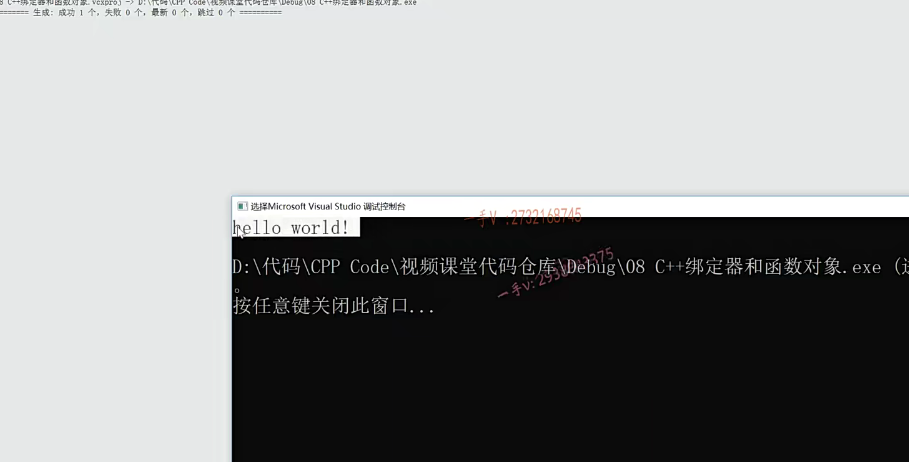 8 C++绑定器和函数对象.vcxproj -> D:\代码\CPP Code\视频课堂代码仓库\Debug\08 C++绑定器和函数对象.exe
======= 生成: 成功 1 个，失败 0 个，最新 0 个，跳过 0 个 ==========
选择Microsoft Visual Studio 调试控制台
一手V :2732168745
hello world!
D:\代码\CPP Code\视频课堂代码仓库\Debug\08 C++绑定器和函数对象.exe (进
一手V:
。
按任意键关闭此窗口...